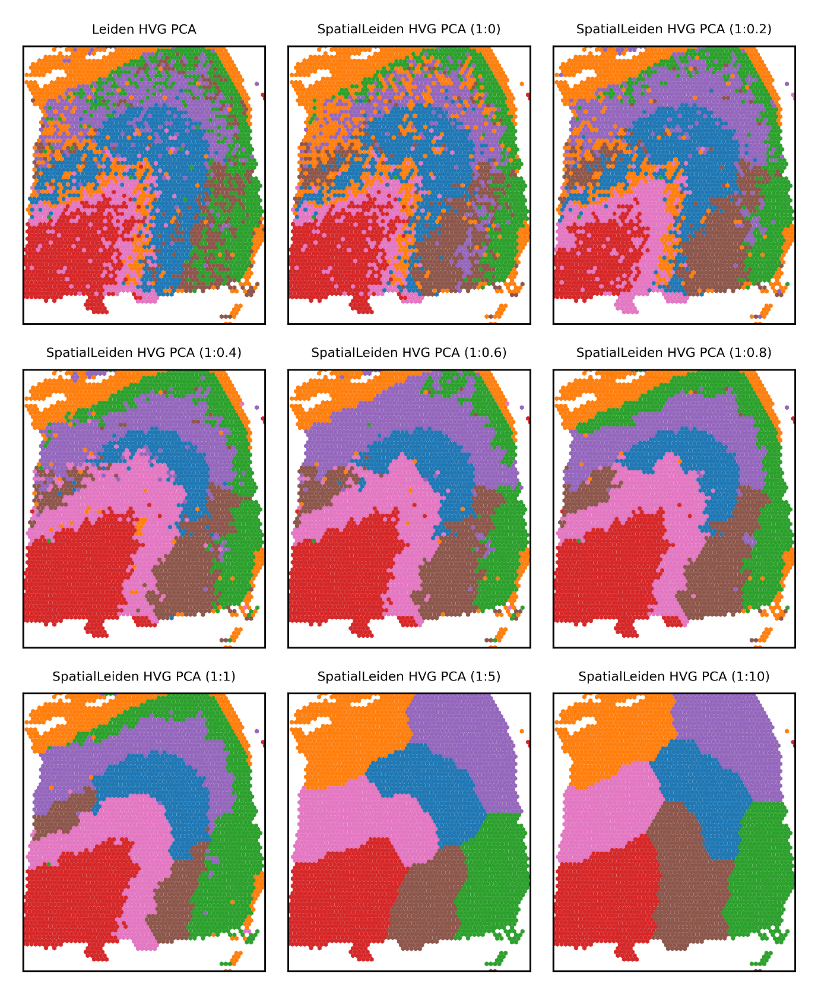 Leiden HVG PCA
SpatialLeiden HVG PCA (1:0)
SpatialLeiden HVG PCA (1:0.2)
SpatialLeiden HVG PCA (1:0.4)
SpatialLeiden HVG PCA (1:0.6)
SpatialLeiden HVG PCA (1:0.8)
SpatialLeiden HVG PCA (1:1)
SpatialLeiden HVG PCA (1:5)
SpatialLeiden HVG PCA (1:10)